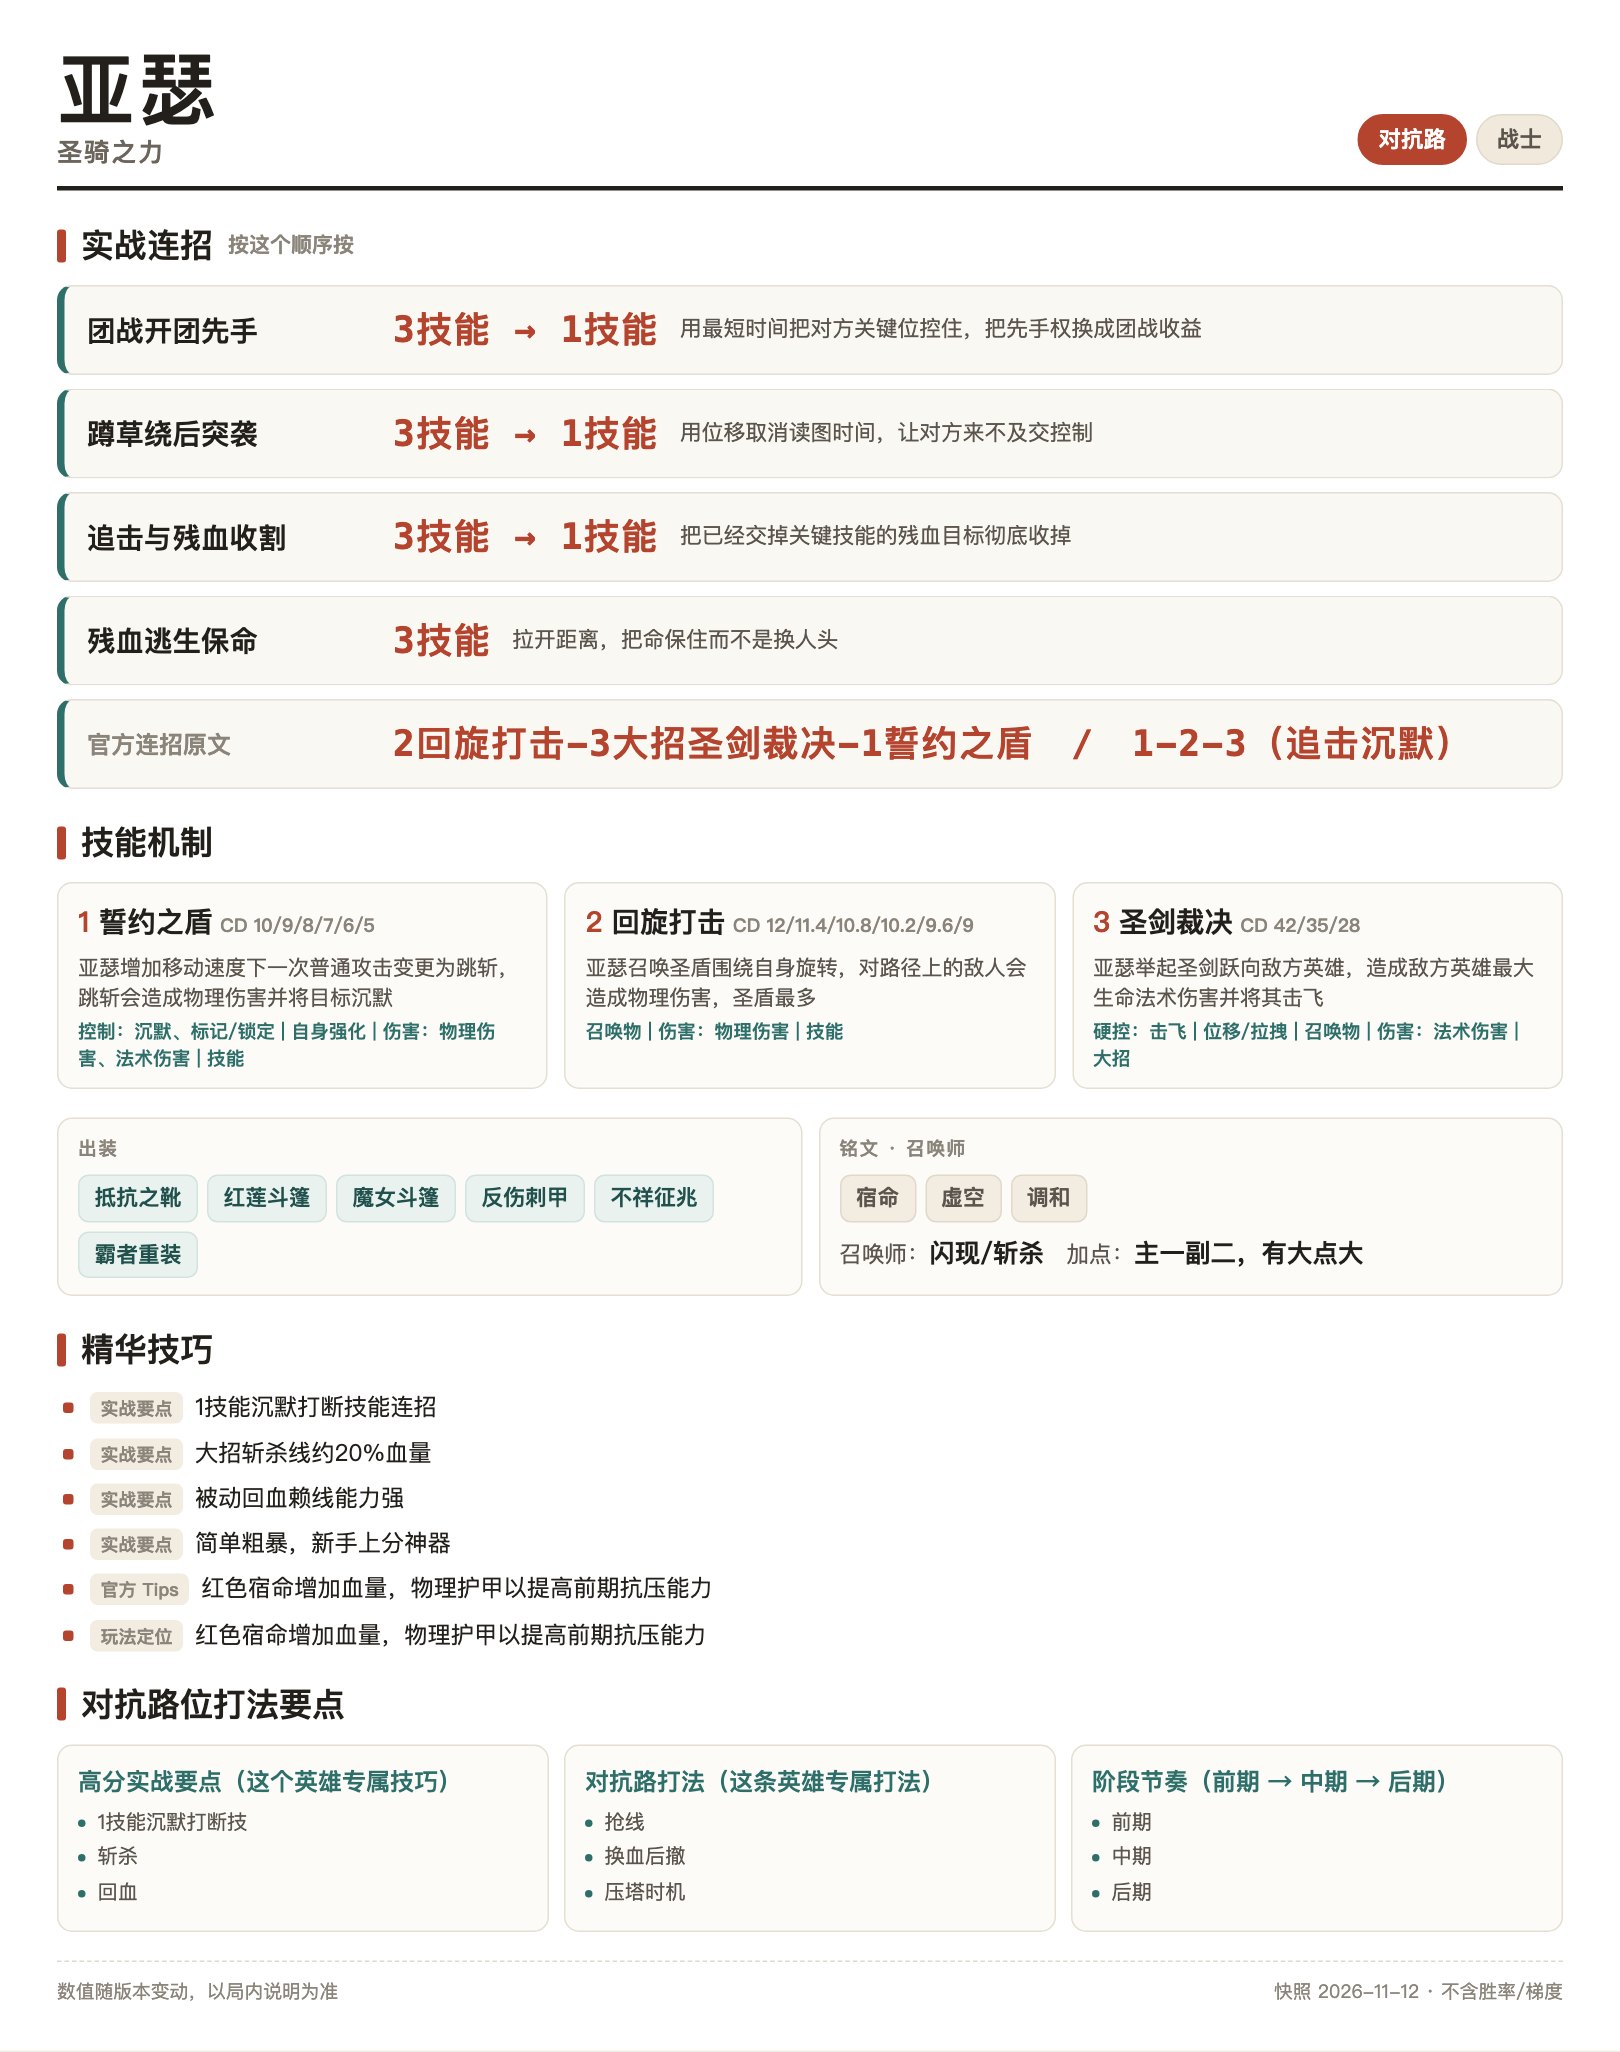 亚瑟
圣骑之力
对抗路 战士
实战连招 按这个顺序按
团战开团先手 3技能 → 1技能 用最短时间把对方关键位控住，把先手权换成团战收益
蹲草绕后突袭 3技能 → 1技能 用位移取消读图时间，让对方来不及交控制
追击与残血收割 3技能 → 1技能 把已经交掉关键技能的残血目标彻底收掉
残血逃生保命 3技能 拉开距离，把命保住而不是换人头
官方连招原文 2回旋打击–3大招圣剑裁决–1誓约之盾 / 1–2–3（追击沉默）
技能机制
1 誓约之盾 CD 10/9/8/7/6/5
亚瑟增加移动速度下一次普通攻击变更为跳斩，
跳斩会造成物理伤害并将目标沉默
控制：沉默、标记/锁定 | 自身强化 | 伤害：物理伤
害、法术伤害 | 技能
2 回旋打击 CD 12/11.4/10.8/10.2/9.6/9
亚瑟召唤圣盾围绕自身旋转，对路径上的敌人会
造成物理伤害，圣盾最多
召唤物 | 伤害：物理伤害 | 技能
3 圣剑裁决 CD 42/35/28
亚瑟举起圣剑跃向敌方英雄，造成敌方英雄最大
生命法术伤害并将其击飞
硬控：击飞 | 位移/拉拽 | 召唤物 | 伤害：法术伤害 |
大招
出装
抵抗之靴 红莲斗篷 魔女斗篷 反伤刺甲 不祥征兆
霸者重装
铭文 · 召唤师
宿命 虚空 调和
召唤师：闪现/斩杀 加点：主一副二，有大点大
精华技巧
实战要点 1技能沉默打断技能连招
实战要点 大招斩杀线约20%血量
实战要点 被动回血赖线能力强
实战要点 简单粗暴，新手上分神器
官方 Tips 红色宿命增加血量，物理护甲以提高前期抗压能力
玩法定位 红色宿命增加血量，物理护甲以提高前期抗压能力
对抗路位打法要点
高分实战要点（这个英雄专属技巧）
1技能沉默打断技
斩杀
回血
对抗路打法（这条英雄专属打法）
抢线
换血后撤
压塔时机
阶段节奏（前期 → 中期 → 后期）
前期
中期
后期
数值随版本变动，以局内说明为准
快照 2026–11–12 · 不含胜率/梯度